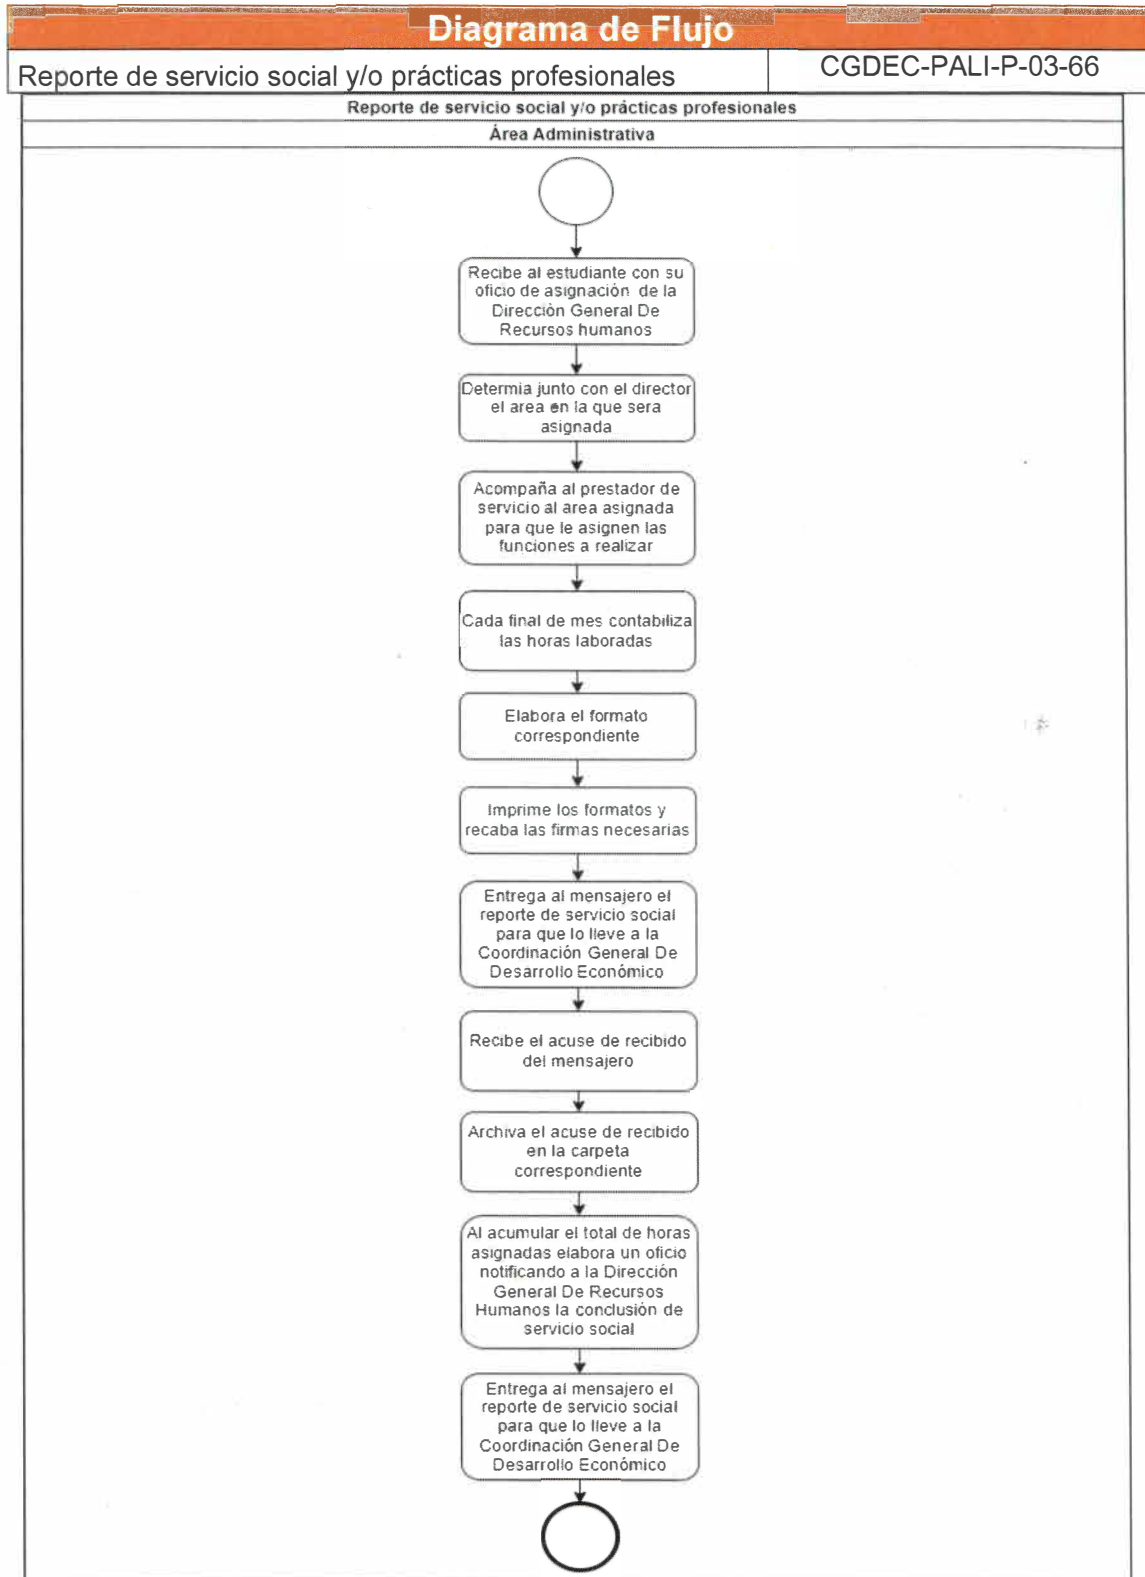 Diagrama de Flujo
Reporte de servicio social y/o prácticas profesionales
CGDEC-PALI-P-03-66
Reporte de servicio social y/o prácticas profesionales
Área Administrativa
Recibe al estudiante con su
oficio de asignación de la
Dirección General De
Recursos humanos
Determia junto con el director
el area en la que sera
asignada
Acompaña al prestador de
servicio al area asignada
para que le asignen las
funciones a realizar
Cada final de mes contabiliza
las horas laboradas
Elabora el formato
correspondiente
Imprime los formatos y
recaba las firmas necesarias
Entrega al mensajero el
reporte de servicio social
para que lo lleve a la
Coordinación General De
Desarrollo Económico
Recibe el acuse de recibido
del mensajero
Archiva el acuse de recibido
en la carpeta
correspondiente
Al acumular el total de horas
asignadas elabora un oficio
notificando a la Dirección
General De Recursos
Humanos la conclusión de
servicio social
Entrega al mensajero el
reporte de servicio social
para que lo lleve a la
Coordinación General De
Desarrollo Económico